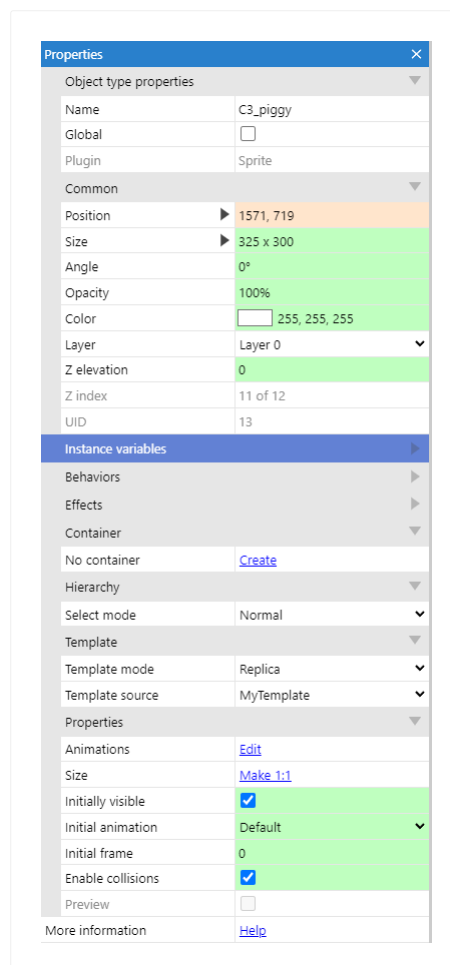 Properties
Object type properties
Name C3_piggy
Global
Plugin Sprite
Common
Position 1571, 719
Size 325 x 300
Angle 0°
Opacity 100%
Color 255, 255, 255
Layer Layer 0
Z elevation 0
Z index 11 of 12
UID 13
Instance variables
Behaviors
Effects
Container
No container Create
Hierarchy
Select mode Normal
Template
Template mode Replica
Template source MyTemplate
Properties
Animations Edit
Size Make 1:1
Initially visible
Initial animation Default
Initial frame 0
Enable collisions
Preview
More information Help